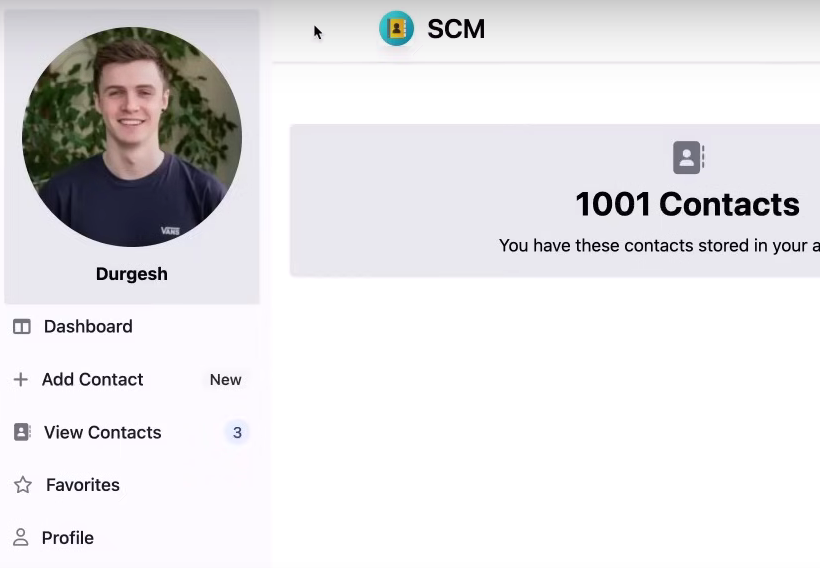 SCM
VANS
Durgesh
Dashboard
Add Contact New
View Contacts 3
Favorites
Profile
1001 Contacts
You have these contacts stored in your a